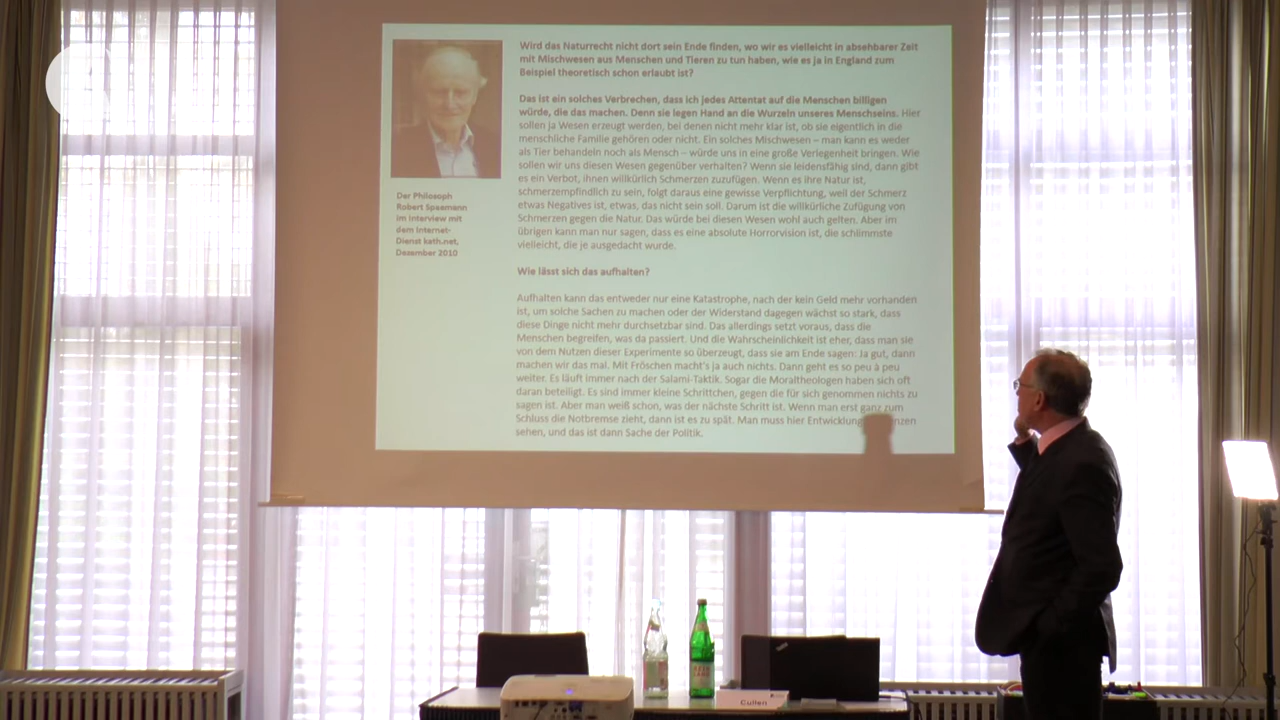 Wird das Naturrecht nicht dort sein Ende finden, wo wir es vielleicht in absehbarer Zeit
mit Mischwesen aus Menschen und Tieren zu tun haben, wie es ja in England zum
Beispiel theoretisch schon erlaubt ist?
Das ist ein solches Verbrechen, dass ich jedes Attentat auf die Menschen billigen
würde, die das machen. Denn sie legen Hand an die Wurzeln unseres Menschseins. Hier
sollen ja Wesen erzeugt werden, bei denen nicht mehr klar ist, ob sie eigentlich in die
menschliche Familie gehören oder nicht. Ein solches Mischwesen – man kann es weder
als Tier behandeln noch als Mensch – würde uns in eine große Verlegenheit bringen. Wie
sollen wir uns diesen Wesen gegenüber verhalten? Wenn sie leidensfähig sind, dann gibt
es ein Verbot, ihnen willkürlich Schmerzen zuzufügen. Wenn es ihre Natur ist,
schmerzempfindlich zu sein, folgt daraus eine gewisse Verpflichtung, weil der Schmerz
etwas Negatives ist, etwas, das nicht sein soll. Darum ist die willkürliche Zufügung von
Schmerzen gegen die Natur. Das würde bei diesen Wesen wohl auch gelten. Aber im
übrigen kann man nur sagen, dass es eine absolute Horrorvision ist, die schlimmste
vielleicht, die je ausgedacht wurde.
Wie lässt sich das aufhalten?
Aufhalten kann das entweder nur eine Katastrophe, nach der kein Geld mehr vorhanden
ist, um solche Sachen zu machen oder der Widerstand dagegen wächst so stark, dass
diese Dinge nicht mehr durchsetzbar sind. Das allerdings setzt voraus, dass die
Menschen begreifen, was da passiert. Und die Wahrscheinlichkeit ist eher, dass man sie
von dem Nutzen dieser Experimente so überzeugt, dass sie am Ende sagen: Ja gut, dann
machen wir das mal. Mit Fröschen macht's ja auch nichts. Dann geht es so peu à peu
weiter. Es läuft immer nach der Salami-Taktik. Sogar die Moraltheologen haben sich oft
daran beteiligt. Es sind immer kleine Schrittchen, gegen die für sich genommen nichts zu
sagen ist. Aber man weiß schon, was der nächste Schritt ist. Wenn man erst ganz zum
Schluss die Notbremse zieht, dann ist es zu spät. Man muss hier Entwicklung nzen
sehen, und das ist dann Sache der Politik.
Der Philosoph
Robert Spaemann
im Interview mit
dem Internet-
Dienst kath.net,
Dezember 2010
Cullen